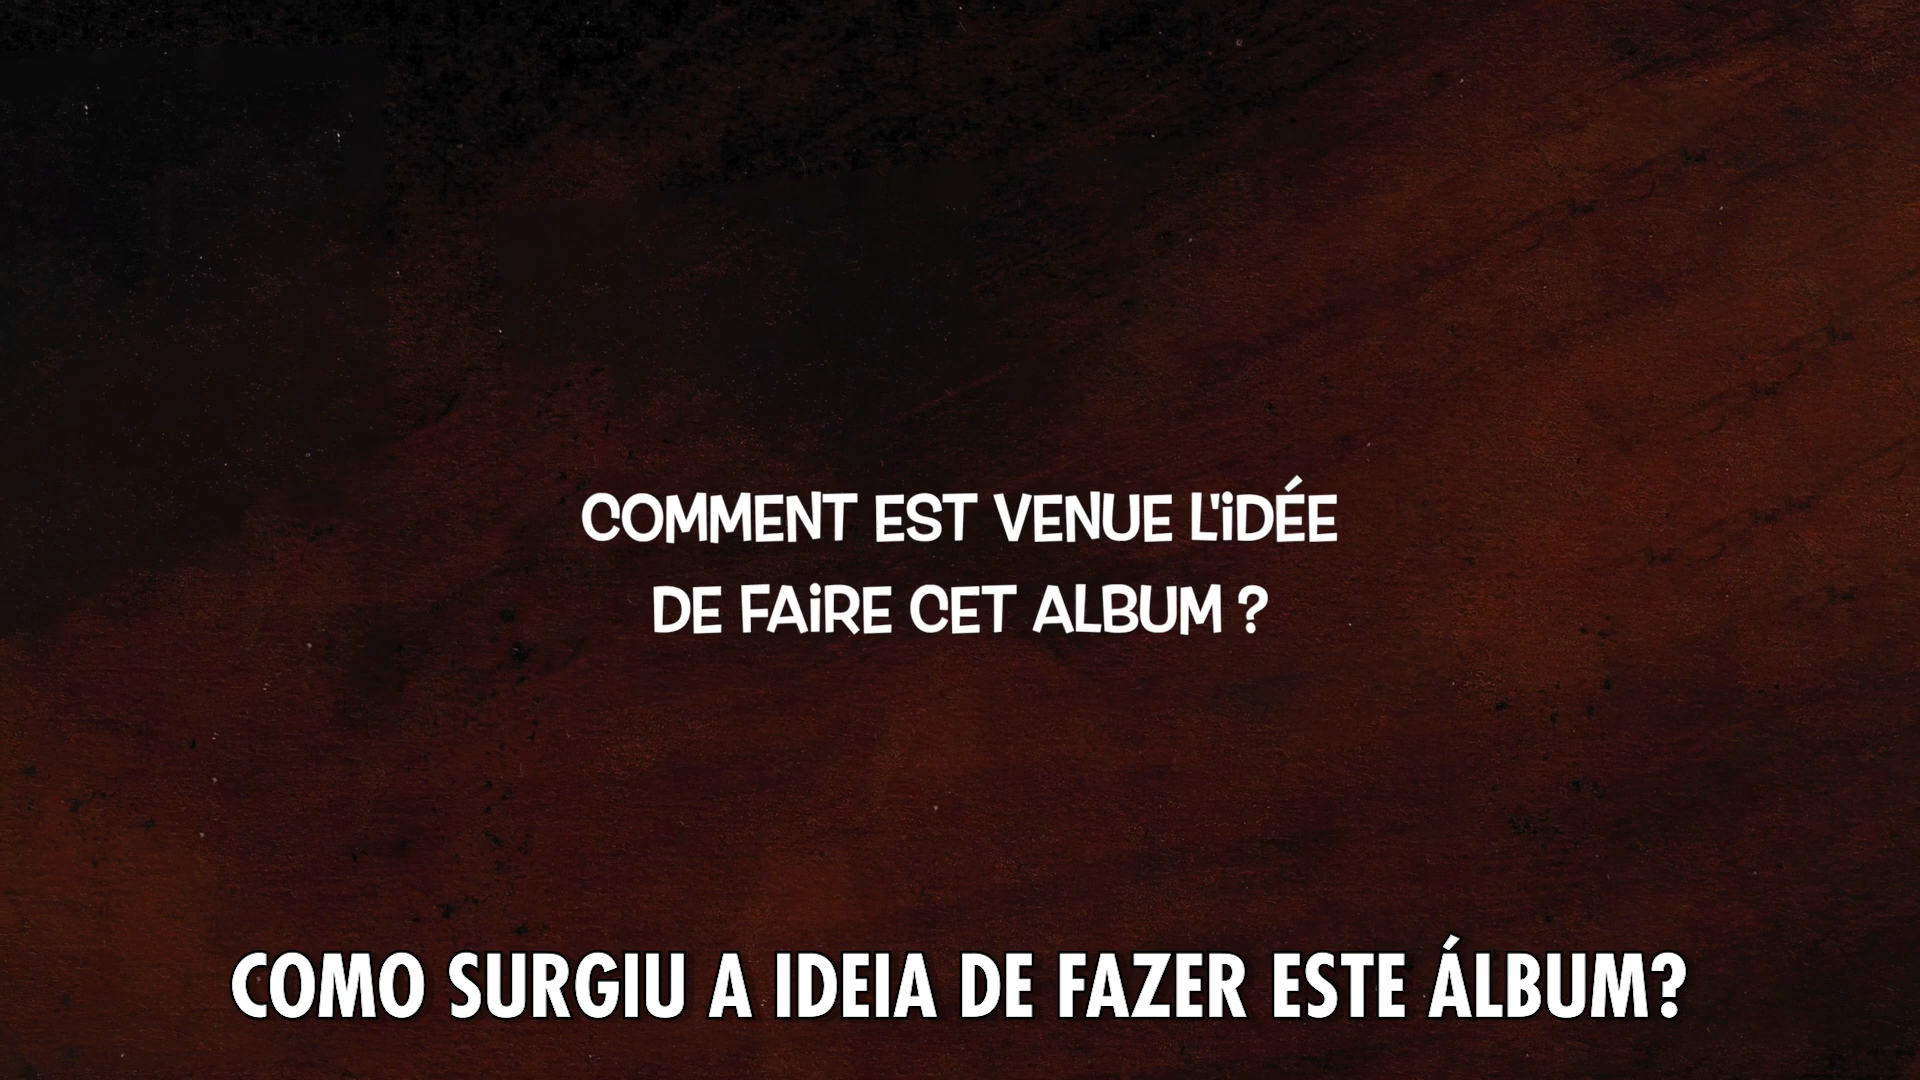 COMMENT EST VENUE L'iDÉE
DE FAiRE CET ALBUM ?
COMO SURGIU A IDEIA DE FAZER ESTE ÁLBUM?